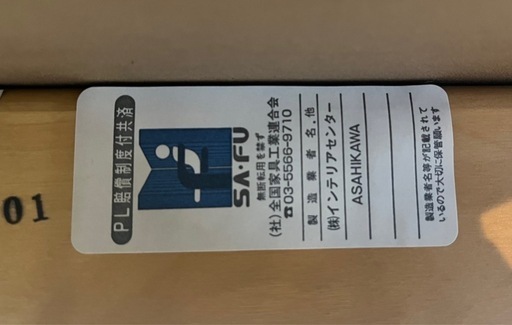 PL賠償制度付共済
SA・FU
無断転用を禁ず
(社)全国家具工業連合会
☎03-5566-9710
製造業者名・他
(株)インテリアセンター
ASAHIKAWA
製造業者名等が記載されて
いるので大切に保管願います
01